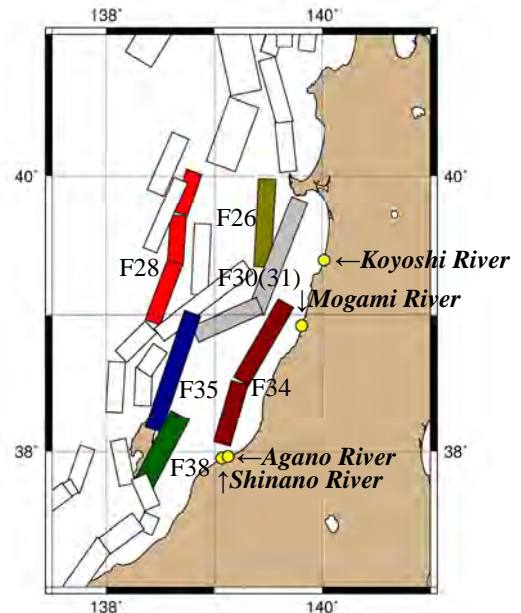 138˚ 140˚
40˚ 40˚
F26
F28
←Koyoshi River
F30(31)
↓Mogami River
F35 F34
38˚ 38˚
F38
←Agano River
↑Shinano River
138˚ 140˚